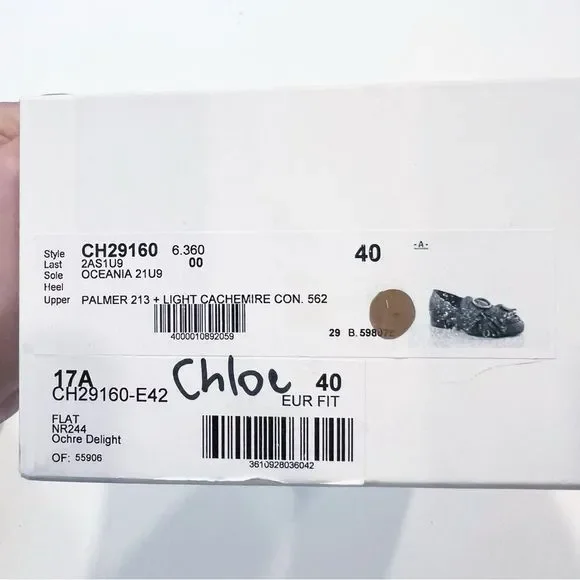 Style CH29160 6.360 40 -A-
Last 2AS1U9 00
Sole OCEANIA 21U9
Heel
Upper PALMER 213 + LIGHT CACHEMIRE CON. 562
4000010892059
29 B.
17A Chloe 40
CH29160-E42 EUR FIT
FLAT
NR244
Ochre Delight
OF: 55906
3610928036042